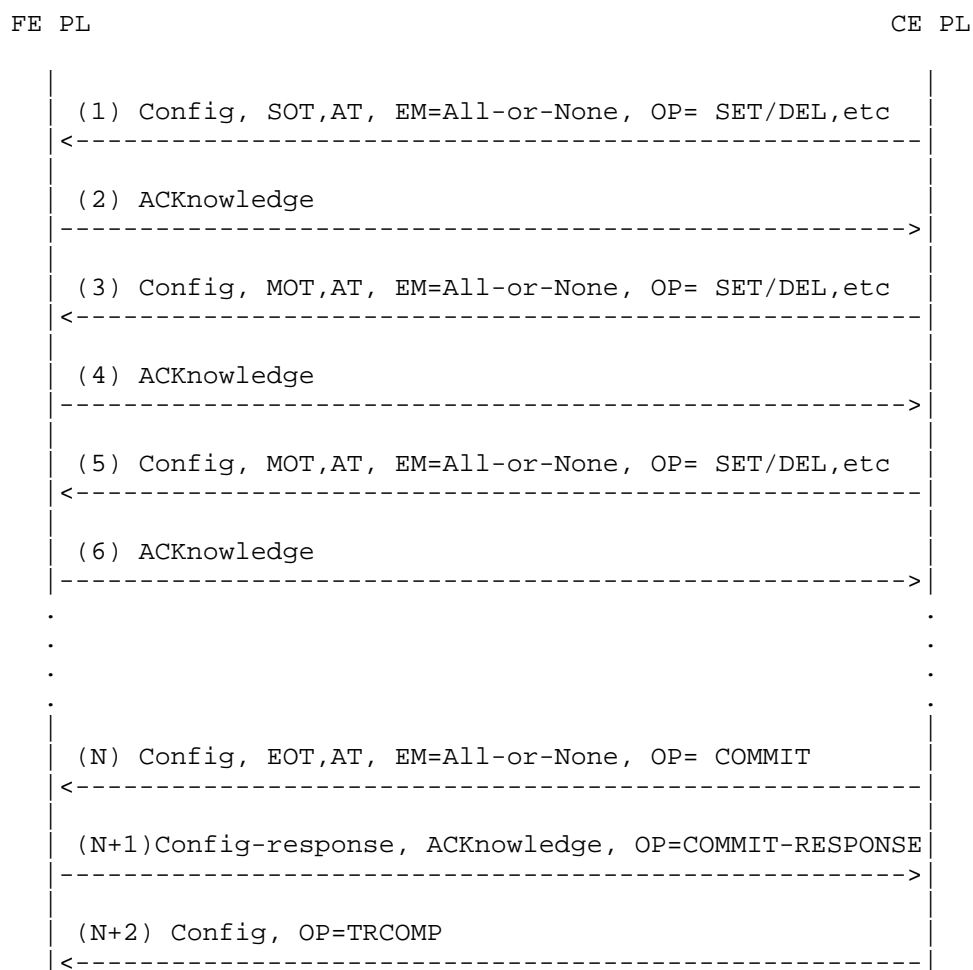 FE PL CE PL
(1) Config, SOT,AT, EM=All-or-None, OP= SET/DEL,etc
(2) ACKnowledge
(3) Config, MOT,AT, EM=All-or-None, OP= SET/DEL,etc
(4) ACKnowledge
(5) Config, MOT,AT, EM=All-or-None, OP= SET/DEL,etc
(6) ACKnowledge
(N) Config, EOT,AT, EM=All-or-None, OP= COMMIT
(N+1)Config-response, ACKnowledge, OP=COMMIT-RESPONSE
(N+2) Config, OP=TRCOMP